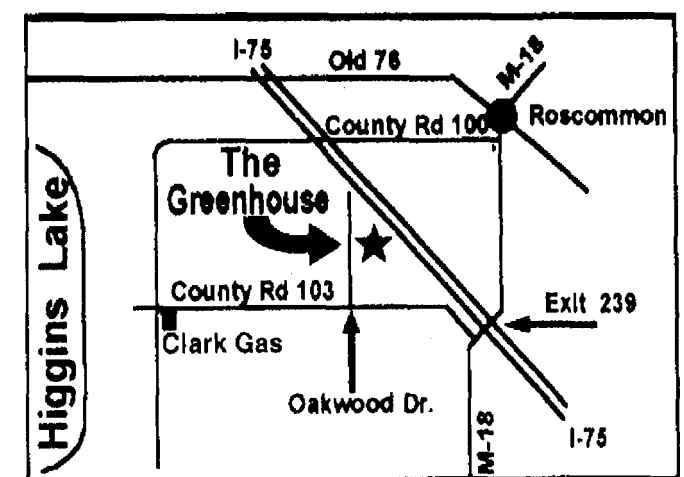 I-75
Old 76
M-18
Roscommon
County Rd 100
The
Greenhouse
Higgins Lake
County Rd 103
Exit 239
Clark Gas
Oakwood Dr.
M-18
I-75